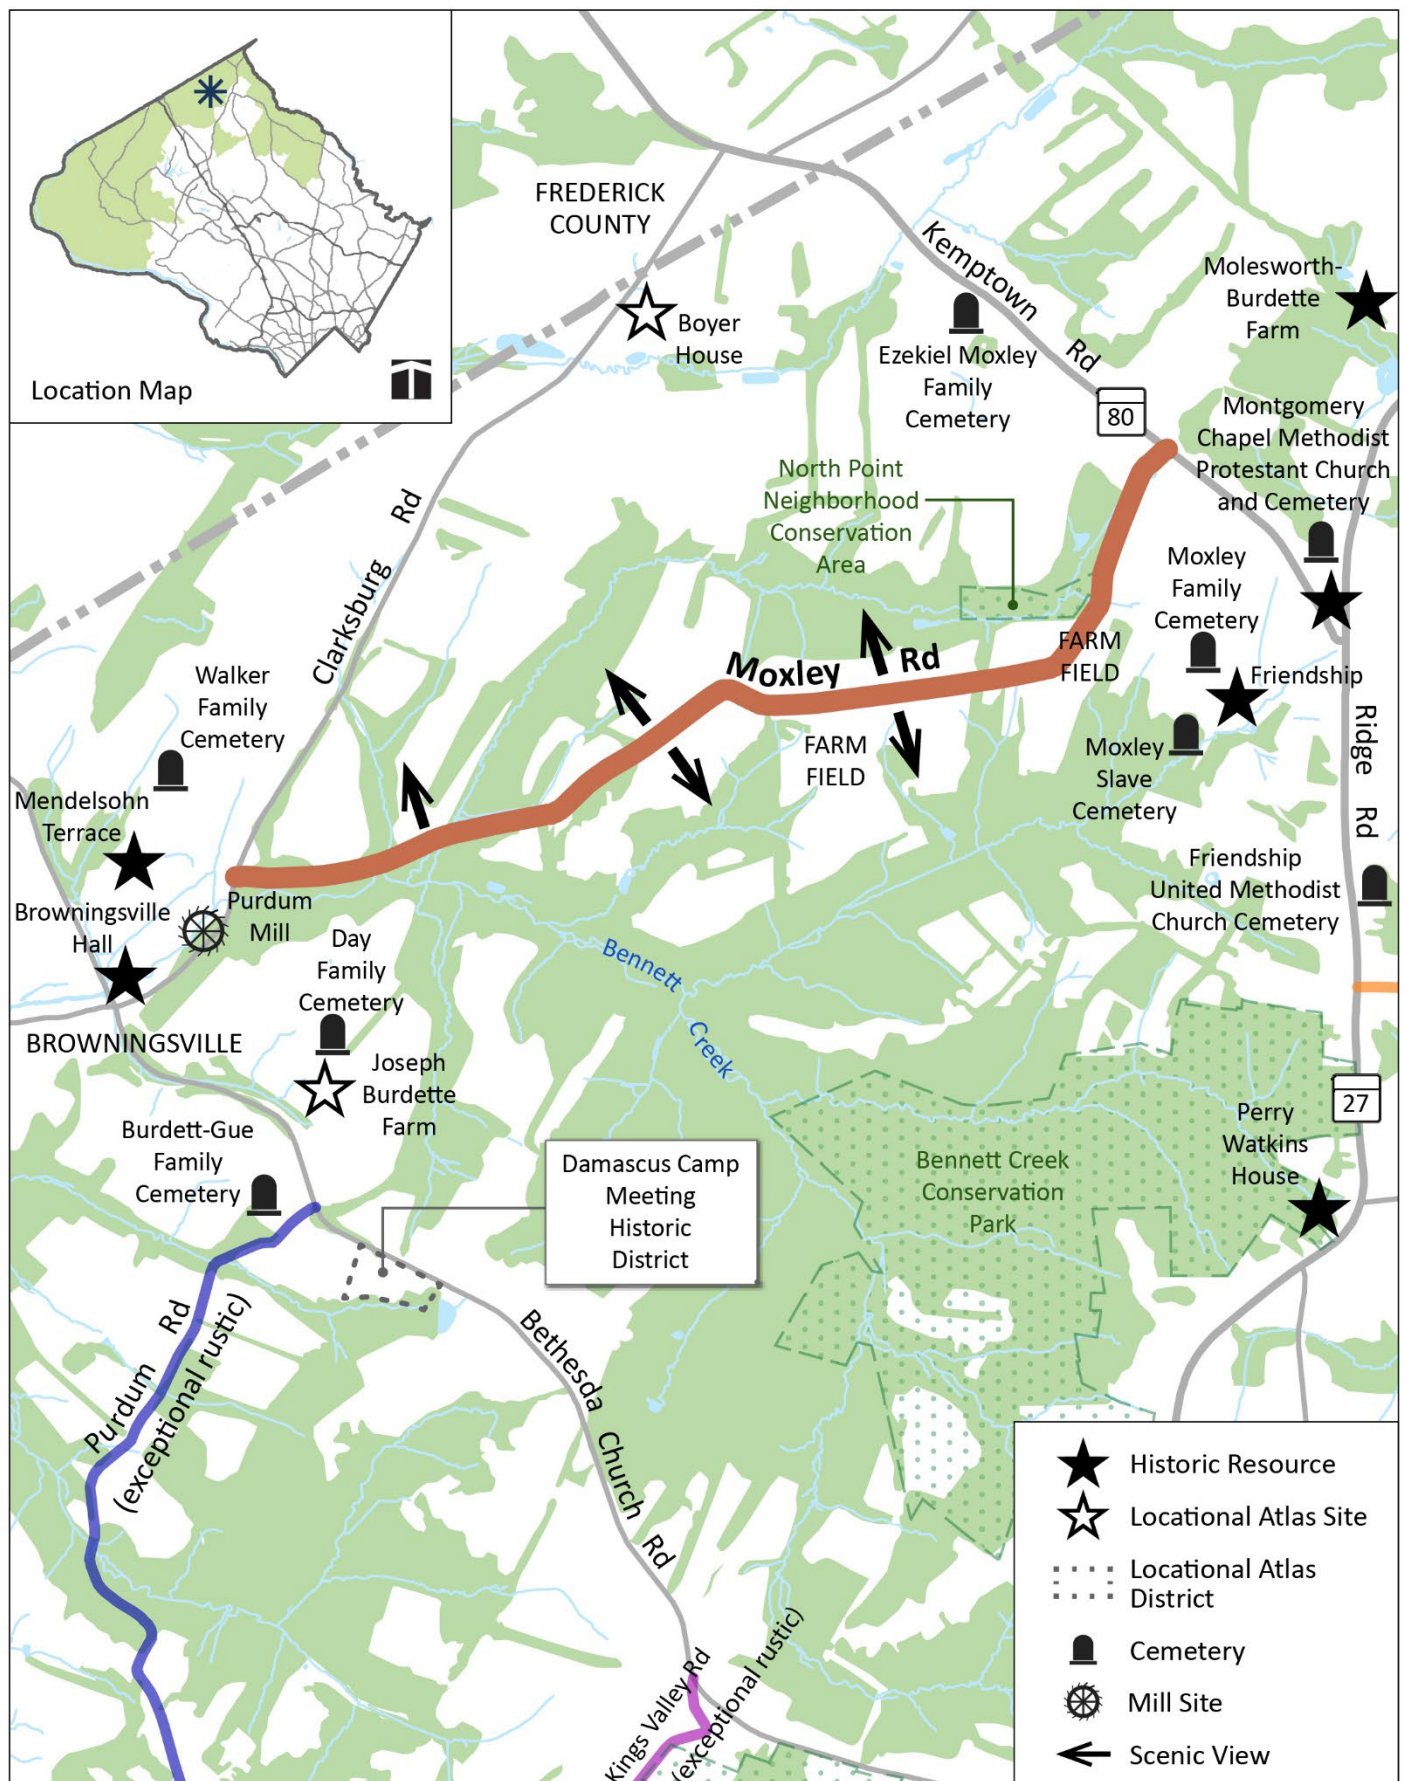 Location Map
FREDERICK
COUNTY
Boyer
House
Kemptown
Rd
80
Ezekiel Moxley
Family
Cemetery
Molesworth-
Burdette
Farm
Montgomery
Chapel Methodist
Protestant Church
and Cemetery
North Point
Neighborhood
Conservation
Area
Clarksburg
Rd
Moxley
Family
Cemetery
Friendship
FARM
FIELD
Moxley Rd
Walker
Family
Cemetery
Mendelsohn
Terrace
FARM
FIELD
Moxley
Slave
Cemetery
Ridge
Rd
Friendship
United Methodist
Church Cemetery
Browningsville
Hall
Purdum
Mill
Day
Family
Cemetery
Bennett
Creek
BROWNINGSVILLE
Joseph
Burdette
Farm
27
Perry
Watkins
House
Burdett-Gue
Family
Cemetery
Damascus Camp
Meeting
Historic
District
Bennett Creek
Conservation
Park
Purdum Rd
(exceptional rustic)
Bethesda
Church
Rd
Kings Valley Rd
(exceptional rustic)
Historic Resource
Locational Atlas Site
Locational Atlas
District
Cemetery
Mill Site
Scenic View